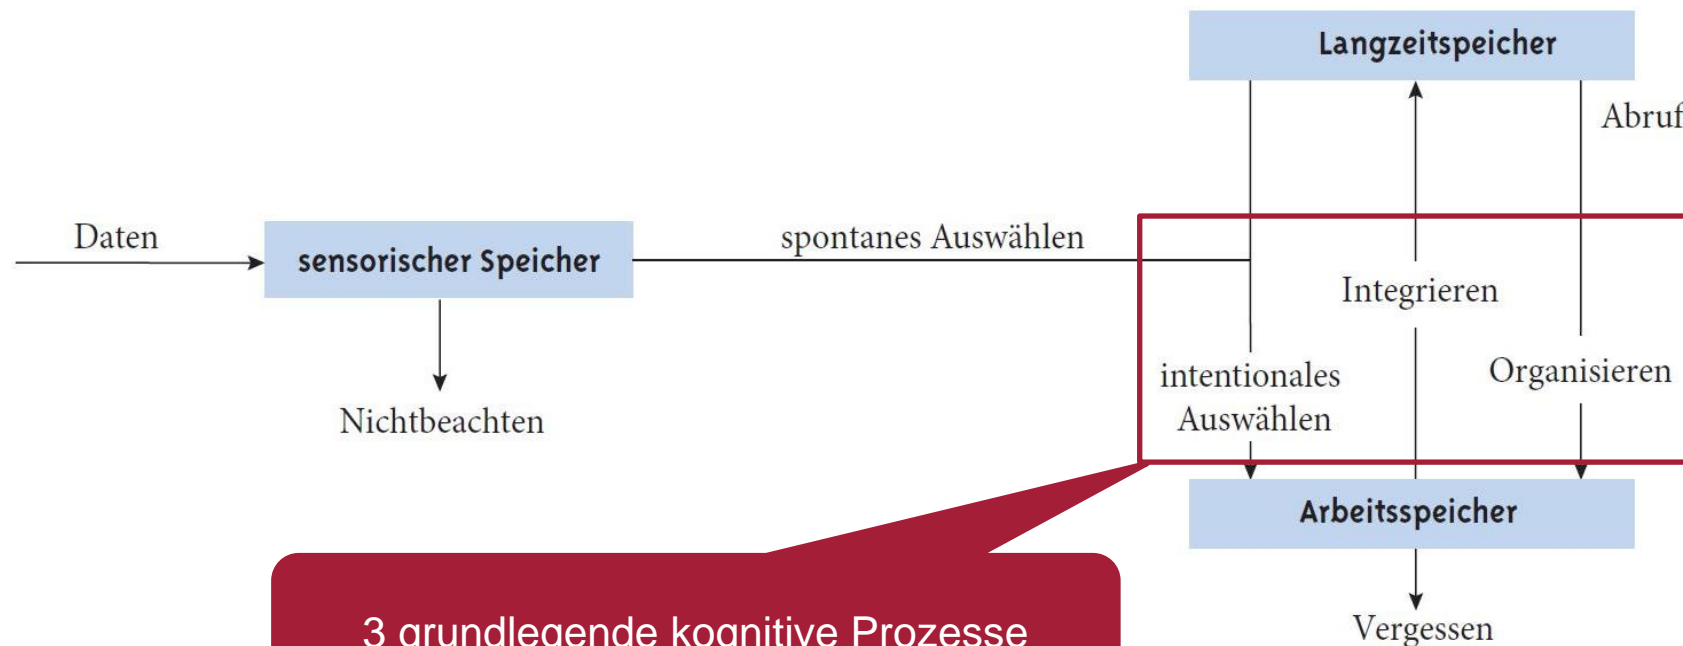 Langzeitspeicher
Abruf
Daten
sensorischer Speicher
spontanes Auswählen
Integrieren
intentionales
Auswählen
Organisieren
Nichtbeachten
Arbeitsspeicher
3 grundlegende kognitive Prozesse
Vergessen